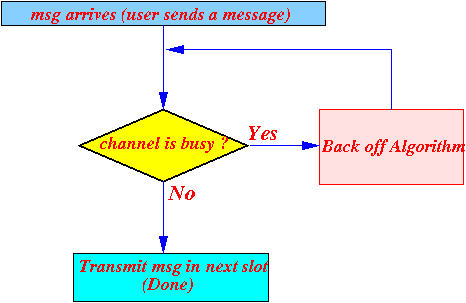 msg arrives (user sends a message)
channel is busy ?
Yes
Back off Algorithm
No
Transmit msg in next slot
(Done)